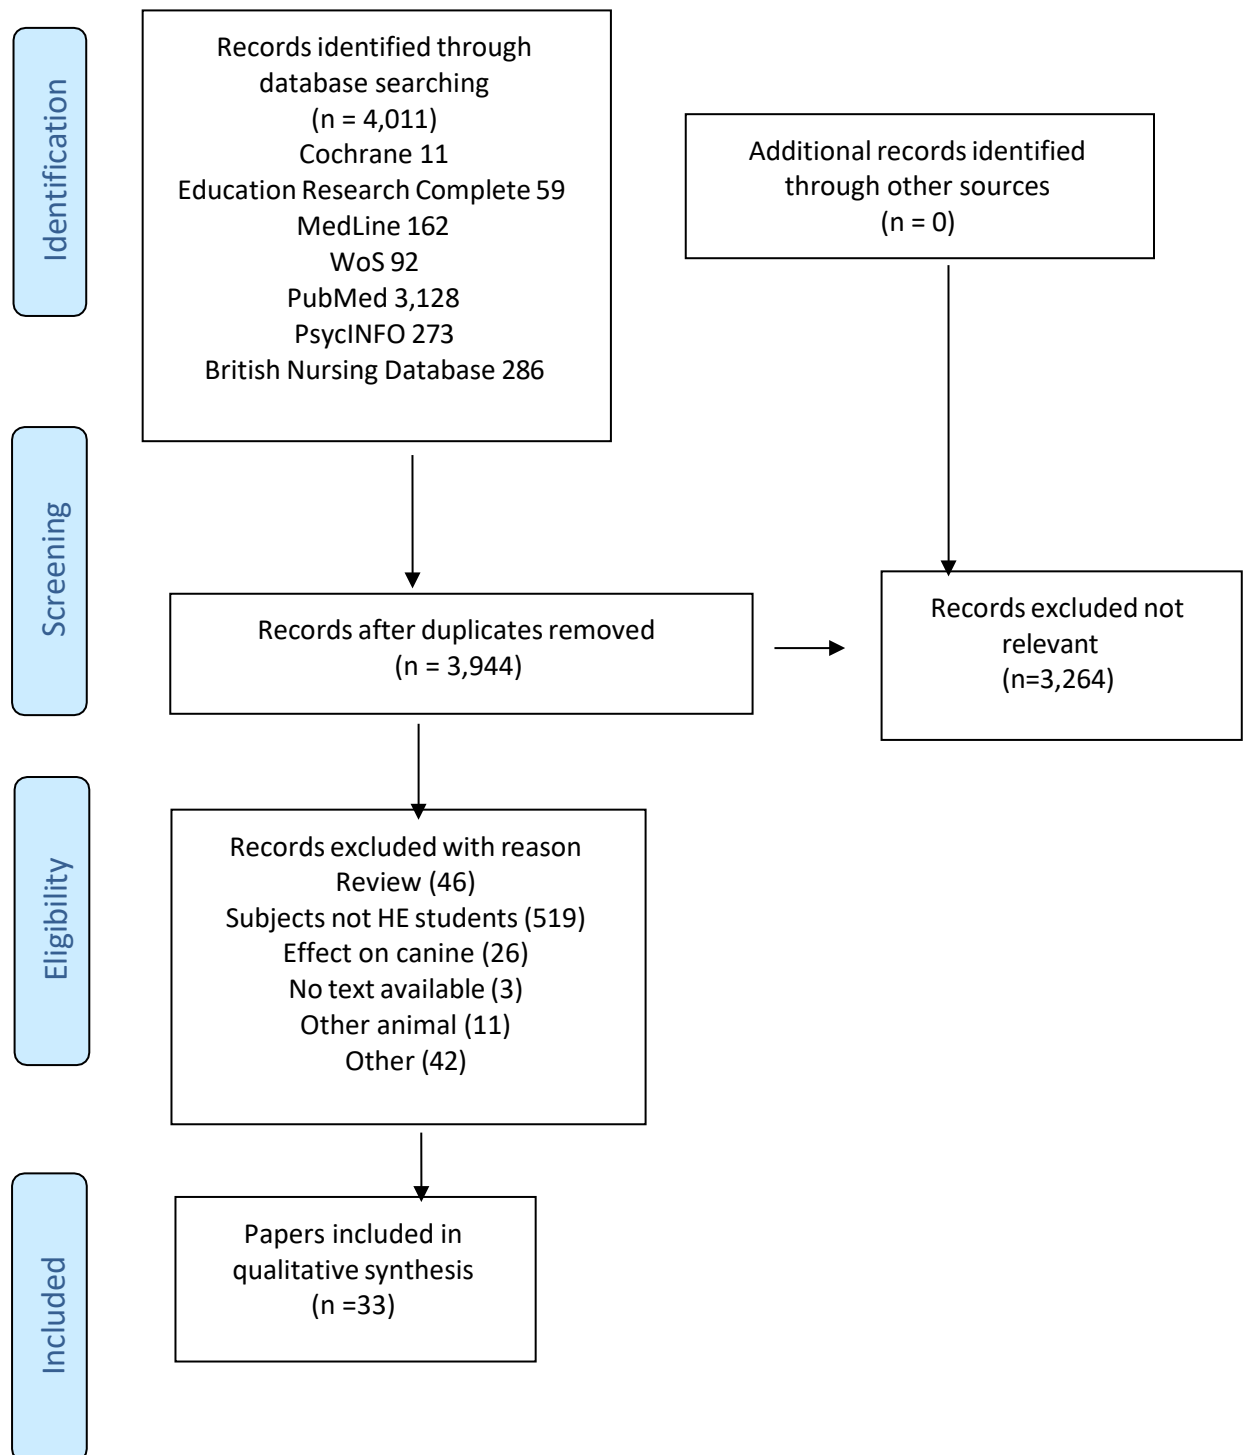 Identification
Records identified through
database searching
(n = 4,011)
Cochrane 11
Education Research Complete 59
MedLine 162
WoS 92
PubMed 3,128
PsycINFO 273
British Nursing Database 286
Additional records identified
through other sources
(n = 0)
Screening
Records after duplicates removed
(n = 3,944)
Records excluded not
relevant
(n=3,264)
Eligibility
Records excluded with reason
Review (46)
Subjects not HE students (519)
Effect on canine (26)
No text available (3)
Other animal (11)
Other (42)
Included
Papers included in
qualitative synthesis
(n =33)